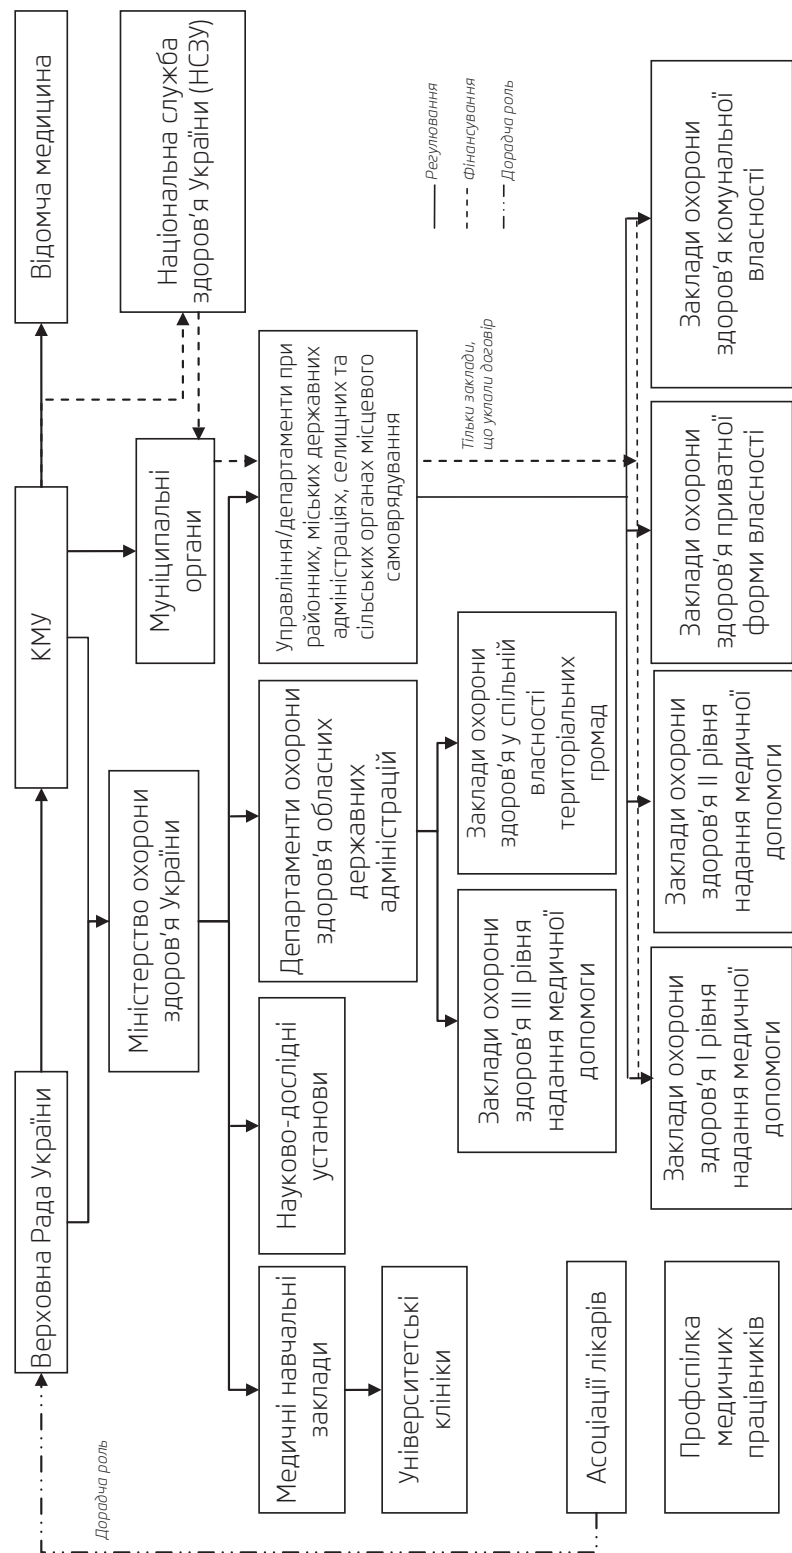 Верховна Рада України
КМУ
Відомча медицина
Дорадча роль
Міністерство охорони
здоров'я України
Муніципальні
органи
Національна служба
здоров'я України (НСЗУ)
Медичні навчальні
заклади
Науково-дослідні
установи
Департаменти охорони
здоров'я обласних
державних
адміністрацій
Управління/департаменти при
районних, міських державних
адміністраціях, селищних та
сільських органах місцевого
самоврядування
Університетські
клініки
Заклади охорони
здоров'я III рівня
надання медичної
допомоги
Заклади охорони
здоров'я у спільній
власності
територіальних
громад
Тільки заклади,
що уклали договір
Регулювання
Фінансування
Дорадча роль
Асоціації лікарів
Профспілка
медичних
працівників
Заклади охорони
здоров'я I рівня
надання медичної
допомоги
Заклади охорони
здоров'я II рівня
надання медичної
допомоги
Заклади охорони
здоров'я приватної
форми власності
Заклади охорони
здоров'я комунальної
власності